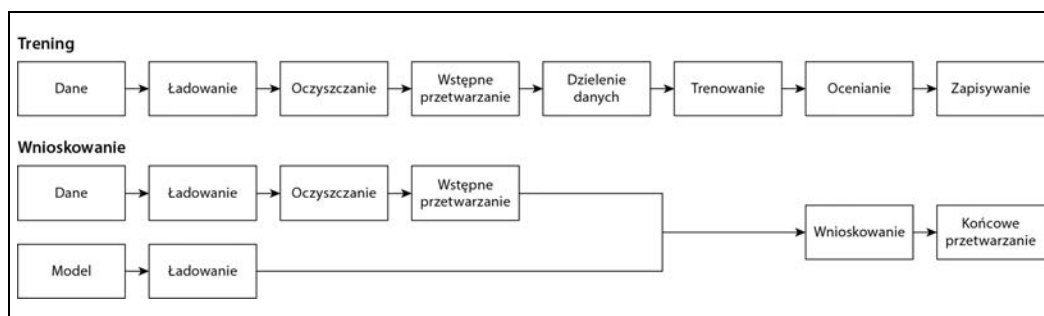 Trening
Dane
Ładowanie
Oczyszczanie
Wstępne
przetwarzanie
Dzielenie
danych
Trenowanie
Ocenianie
Zapisywanie
Wnioskowanie
Dane
Ładowanie
Oczyszczanie
Wstępne
przetwarzanie
Model
Ładowanie
Wnioskowanie
Końcowe
przetwarzanie